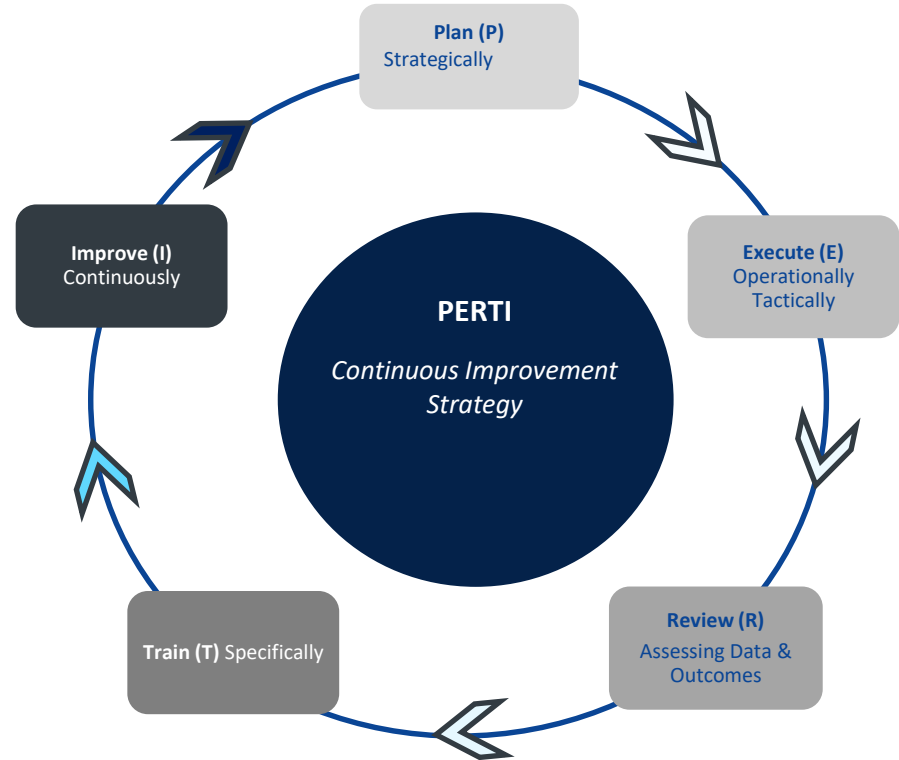 Plan (P)
Strategically
Execute (E)
Operationally
Tactically
Review (R)
Assessing Data &
Outcomes
Train (T) Specifically
Improve (I)
Continuously
PERTI
Continuous Improvement
Strategy